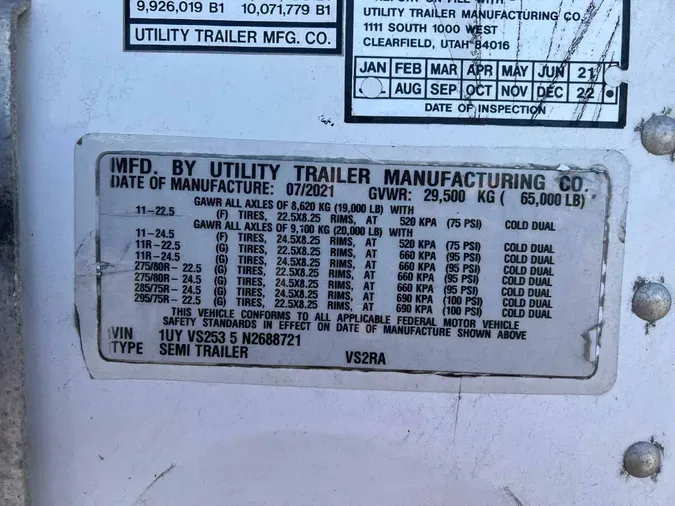 9,926,019 B1 10,071,779 B1
UTILITY TRAILER MFG. CO.
REPORT ON FILE WITH
UTILITY TRAILER MANUFACTURING CO.
1111 SOUTH 1000 WEST
CLEARFIELD, UTAH 84016
JAN FEB MAR APR MAY JUN 21
AUG SEP OCT NOV DEC 22
DATE OF INSPECTION
MFD. BY UTILITY TRAILER MANUFACTURING CO.
DATE OF MANUFACTURE: 07/2021 GVWR: 29,500 KG ( 65,000 LB)
GAWR ALL AXLES OF 8,620 KG (19,000 LB) WITH
11-22.5 (F) TIRES, 22.5X8.25 RIMS, AT 520 KPA (75 PSI) COLD DUAL
GAWR ALL AXLES OF 9,100 KG (20,000 LB) WITH
11-24.5 (F) TIRES, 24.5X8.25 RIMS, AT 520 KPA (75 PSI) COLD DUAL
11R-22.5 (G) TIRES, 22.5X8.25 RIMS, AT 660 KPA (95 PSI) COLD DUAL
11R-24.5 (G) TIRES, 24.5X8.25 RIMS, AT 660 KPA (95 PSI) COLD DUAL
275/80R-22.5 (G) TIRES, 22.5X8.25 RIMS, AT 660 KPA (95 PSI) COLD DUAL
275/80R-24.5 (G) TIRES, 24.5X8.25 RIMS, AT 660 KPA (95 PSI) COLD DUAL
285/75R-24.5 (G) TIRES, 24.5X8.25 RIMS, AT 690 KPA (100 PSI) COLD DUAL
295/75R-22.5 (G) TIRES, 22.5X8.25 RIMS, AT 690 KPA (100 PSI) COLD DUAL
THIS VEHICLE CONFORMS TO ALL APPLICABLE FEDERAL MOTOR VEHICLE
SAFETY STANDARDS IN EFFECT ON DATE OF MANUFACTURE SHOWN ABOVE
VIN 1UY VS253 5 N2688721
TYPE SEMI TRAILER VS2RA